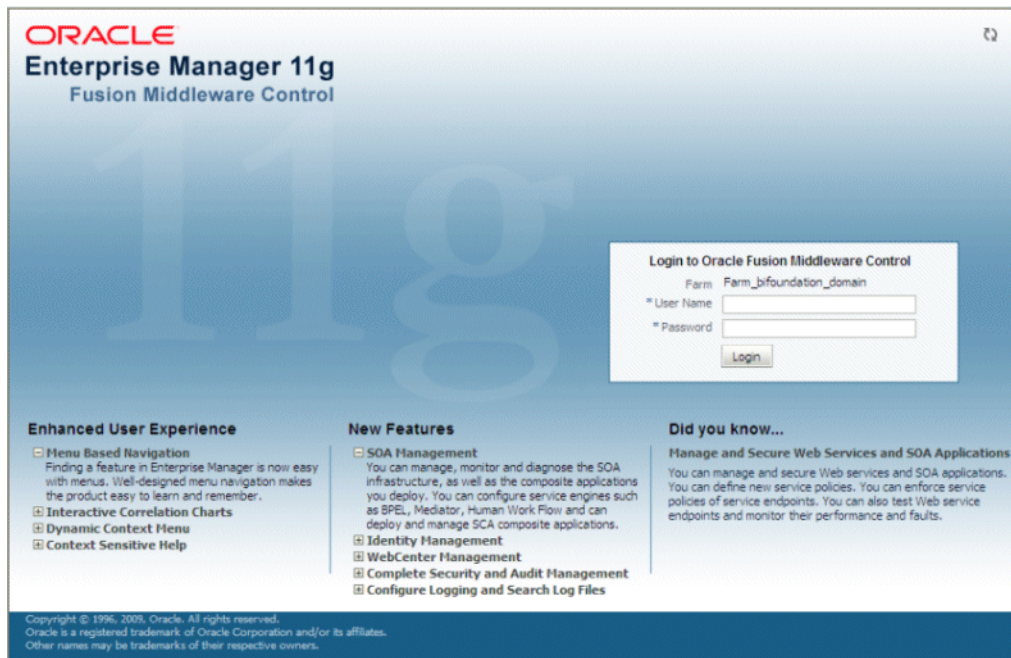 ORACLE
Enterprise Manager 11g
Fusion Middleware Control
11g
Login to Oracle Fusion Middleware Control
Farm Farm_bifoundation_domain
* User Name
* Password
Login
Enhanced User Experience
Menu Based Navigation
Finding a feature in Enterprise Manager is now easy
with menus. Well-designed menu navigation makes
the product easy to learn and remember.
Interactive Correlation Charts
Dynamic Context Menu
Context Sensitive Help
New Features
SOA Management
You can manage, monitor and diagnose the SOA
infrastructure, as well as the composite applications
you deploy. You can configure service engines such
as BPEL, Mediator, Human Work Flow and can
deploy and manage SCA composite applications.
Identity Management
WebCenter Management
Complete Security and Audit Management
Configure Logging and Search Log Files
Did you know...
Manage and Secure Web Services and SOA Applications
You can manage and secure Web services and SOA applications.
You can define new service policies. You can enforce service
policies of service endpoints. You can also test Web service
endpoints and monitor their performance and faults.
Copyright © 1996, 2009, Oracle. All rights reserved.
Oracle is a registered trademark of Oracle Corporation and/or its affiliates.
Other names may be trademarks of their respective owners.